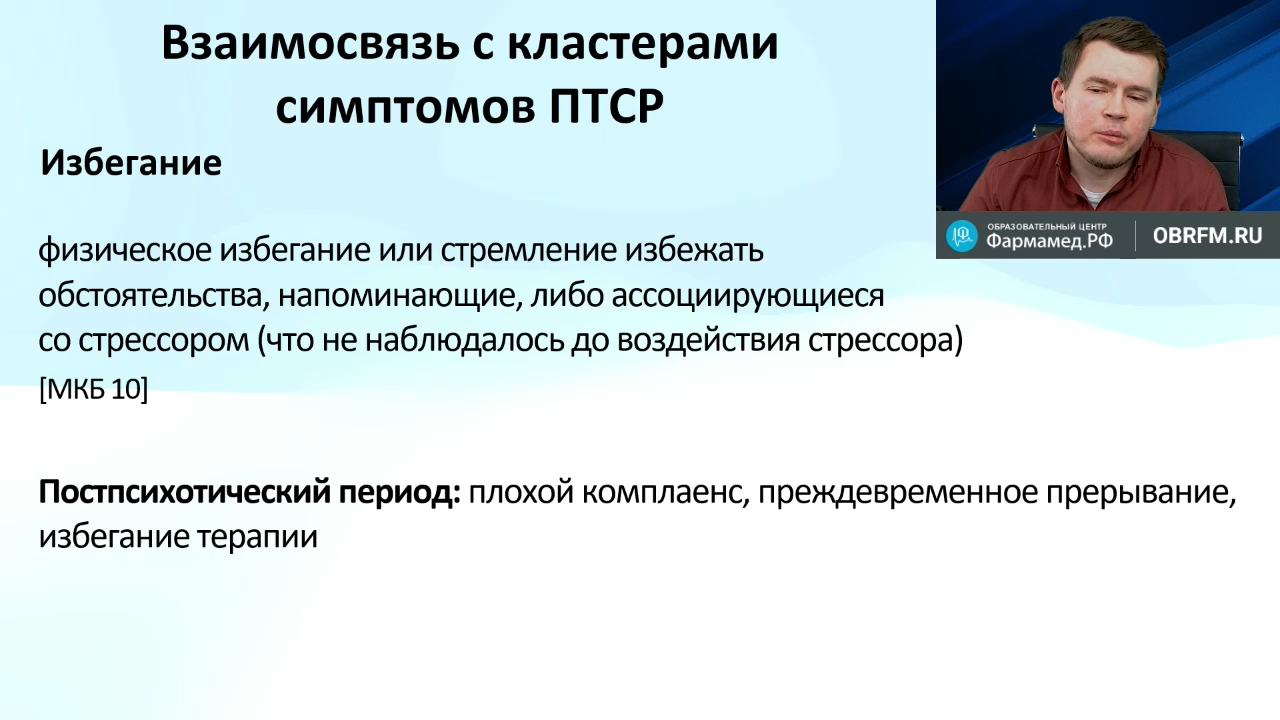 Взаимосвязь с кластерами
симптомов ПТСР
Избегание
физическое избегание или стремление избежать
обстоятельства, напоминающие, либо ассоциирующиеся
со стрессором (что не наблюдалось до воздействия стрессора)
[МКБ 10]
Постпсихотический период: плохой комплаенс, преждевременное прерывание,
избегание терапии
ОБРАЗОВАТЕЛЬНЫЙ ЦЕНТР
Фармамед.РФ
OBRFM.RU